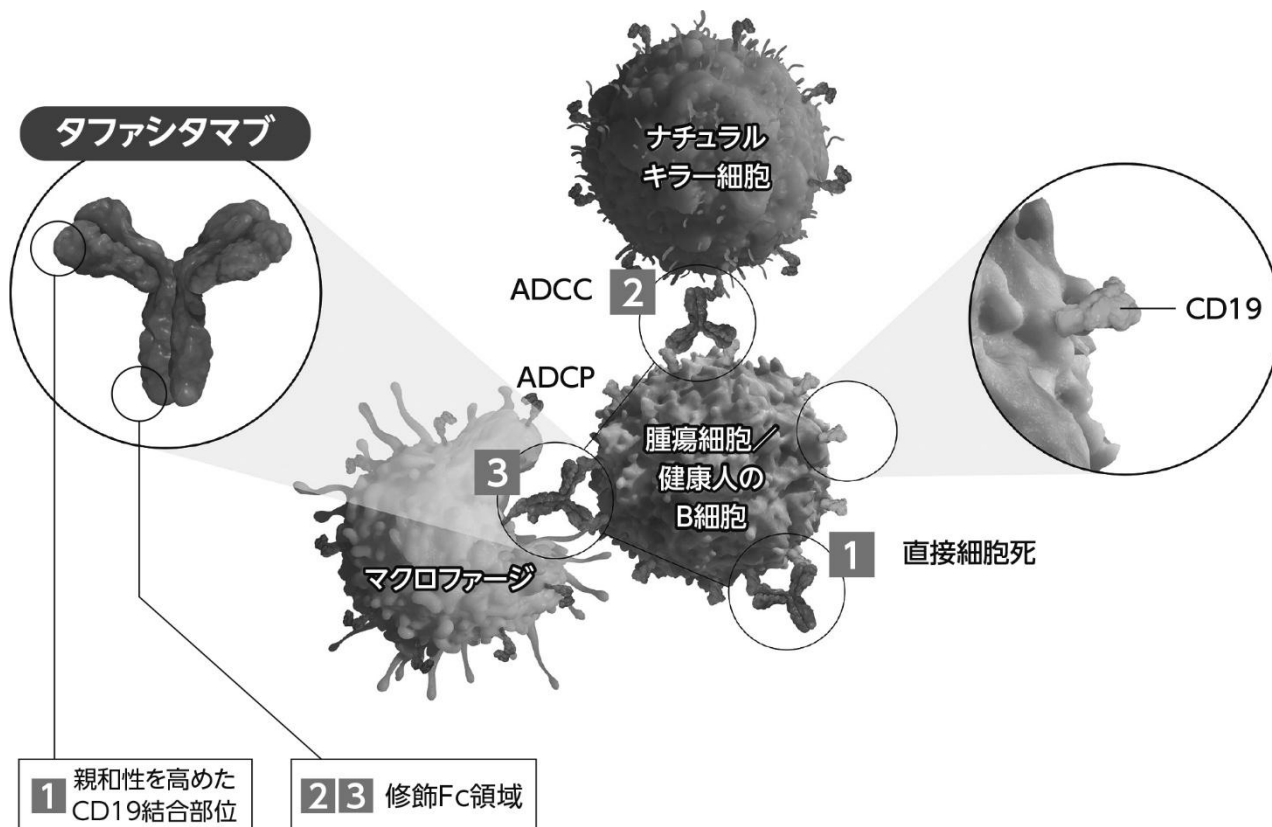 タファシタマブ
ナチュラル
キラー細胞
ADCC 2
CD19
ADCP
3
腫瘍細胞／
健康人の
B細胞
マクロファージ
1 直接細胞死
1 親和性を高めた
CD19結合部位
2 3 修飾Fc領域